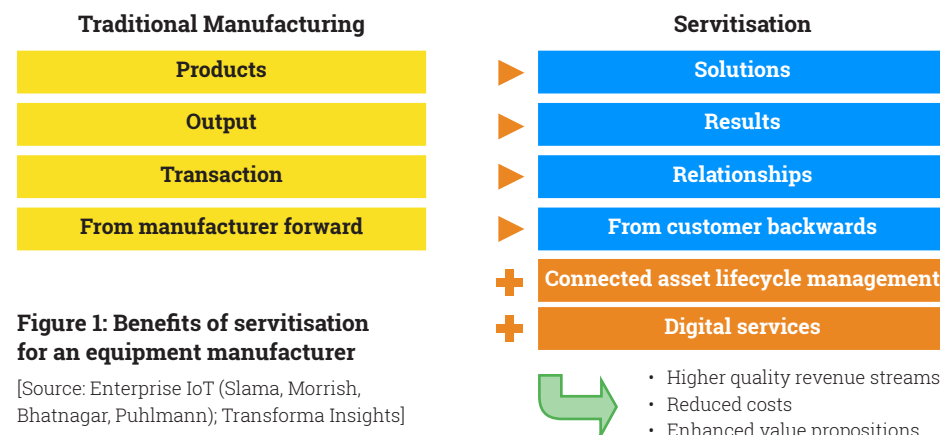 Traditional Manufacturing
Products
Output
Transaction
From manufacturer forward
Figure 1: Benefits of servitisation
for an equipment manufacturer
[Source: Enterprise IoT (Slama, Morrish,
Bhatnagar, Puhlmann); Transforma Insights]
Servitisation
Solutions
Results
Relationships
From customer backwards
Connected asset lifecycle management
Digital services
• Higher quality revenue streams
• Reduced costs
• Enhanced value propositions